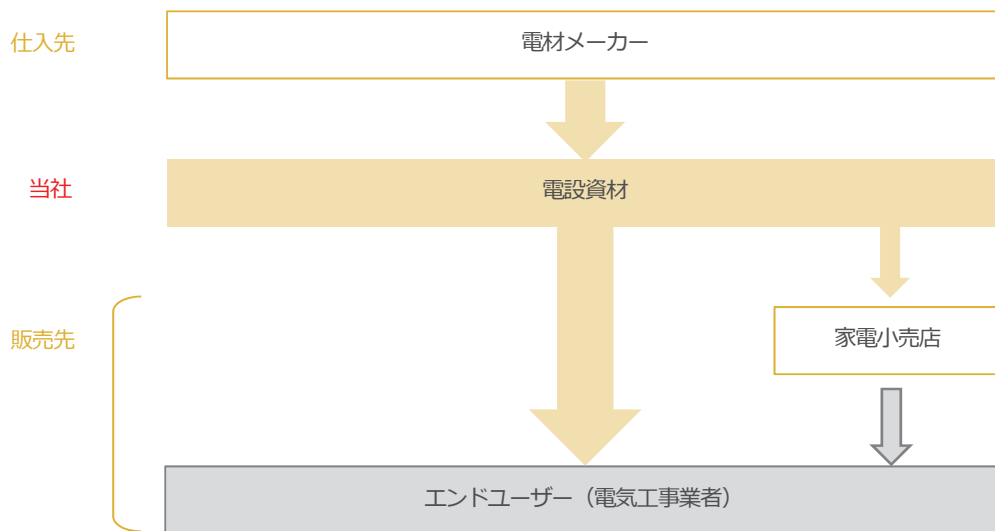 仕入先
電材メーカー
当社
電設資材
販売先
家電小売店
エンドユーザー（電気工事業者）